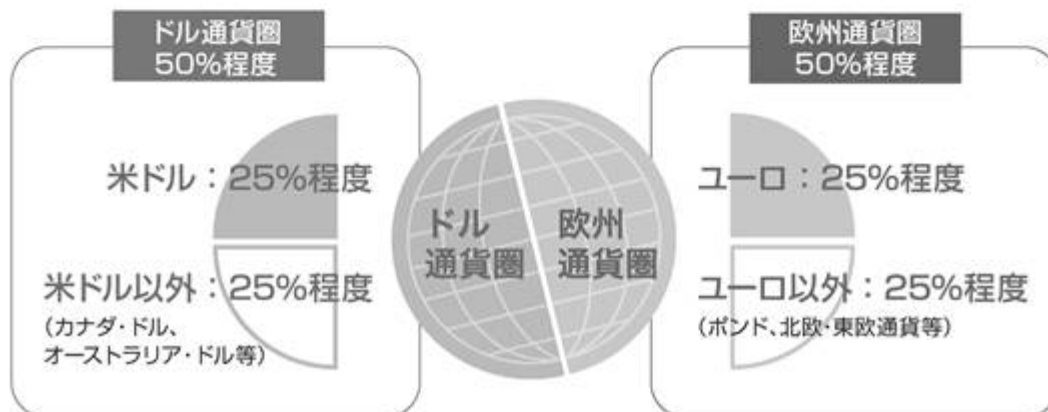 ドル通貨圏
50%程度
米ドル：25%程度
米ドル以外：25%程度
（カナダ・ドル、
オーストラリア・ドル等）
ドル
通貨圏
欧州
通貨圏
欧州通貨圏
50%程度
ユーロ：25%程度
ユーロ以外：25%程度
（ポンド、北欧・東欧通貨等）